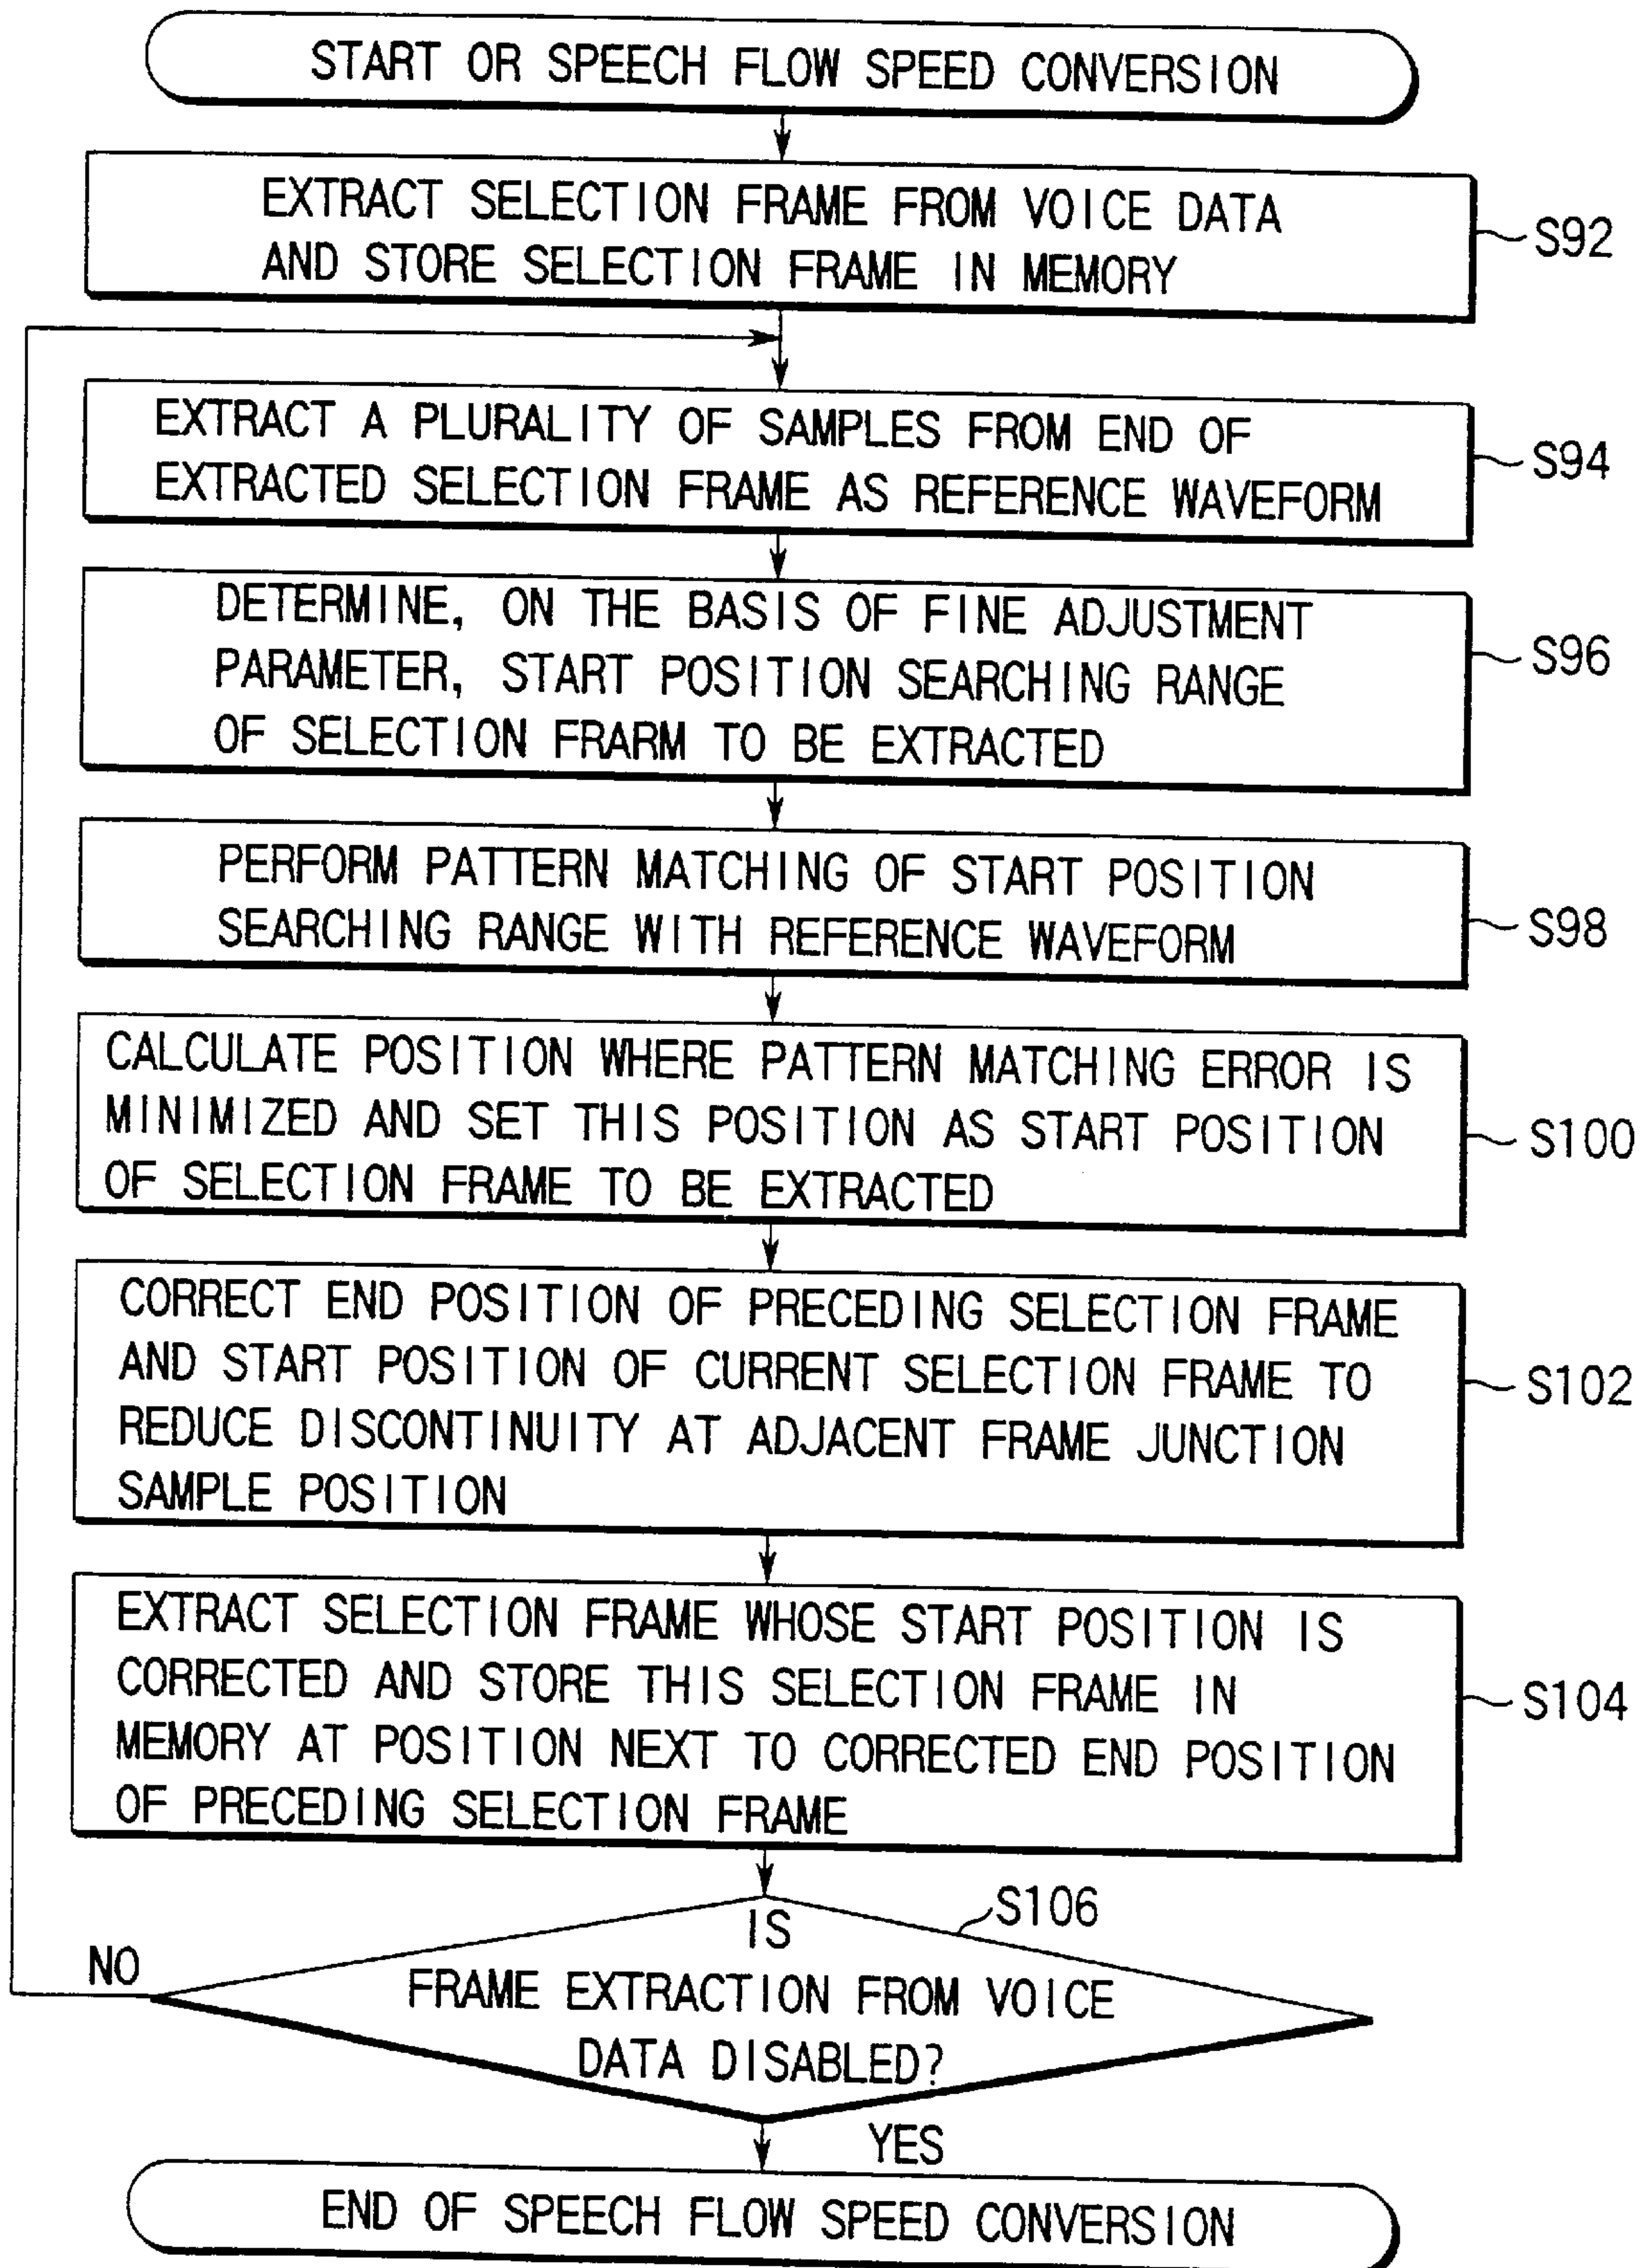 START OR SPEECH FLOW SPEED CONVERSION
EXTRACT SELECTION FRAME FROM VOICE DATA
AND STORE SELECTION FRAME IN MEMORY
S92
EXTRACT A PLURALITY OF SAMPLES FROM END OF
EXTRACTED SELECTION FRAME AS REFERENCE WAVEFORM
S94
DETERMINE, ON THE BASIS OF FINE ADJUSTMENT
PARAMETER, START POSITION SEARCHING RANGE
OF SELECTION FRARM TO BE EXTRACTED
S96
PERFORM PATTERN MATCHING OF START POSITION
SEARCHING RANGE WITH REFERENCE WAVEFORM
S98
CALCULATE POSITION WHERE PATTERN MATCHING ERROR IS
MINIMIZED AND SET THIS POSITION AS START POSITION
OF SELECTION FRAME TO BE EXTRACTED
S100
CORRECT END POSITION OF PRECEDING SELECTION FRAME
AND START POSITION OF CURRENT SELECTION FRAME TO
REDUCE DISCONTINUITY AT ADJACENT FRAME JUNCTION
SAMPLE POSITION
S102
EXTRACT SELECTION FRAME WHOSE START POSITION IS
CORRECTED AND STORE THIS SELECTION FRAME IN
MEMORY AT POSITION NEXT TO CORRECTED END POSITION
OF PRECEDING SELECTION FRAME
S104
S106
IS
FRAME EXTRACTION FROM VOICE
DATA DISABLED?
NO
YES
END OF SPEECH FLOW SPEED CONVERSION